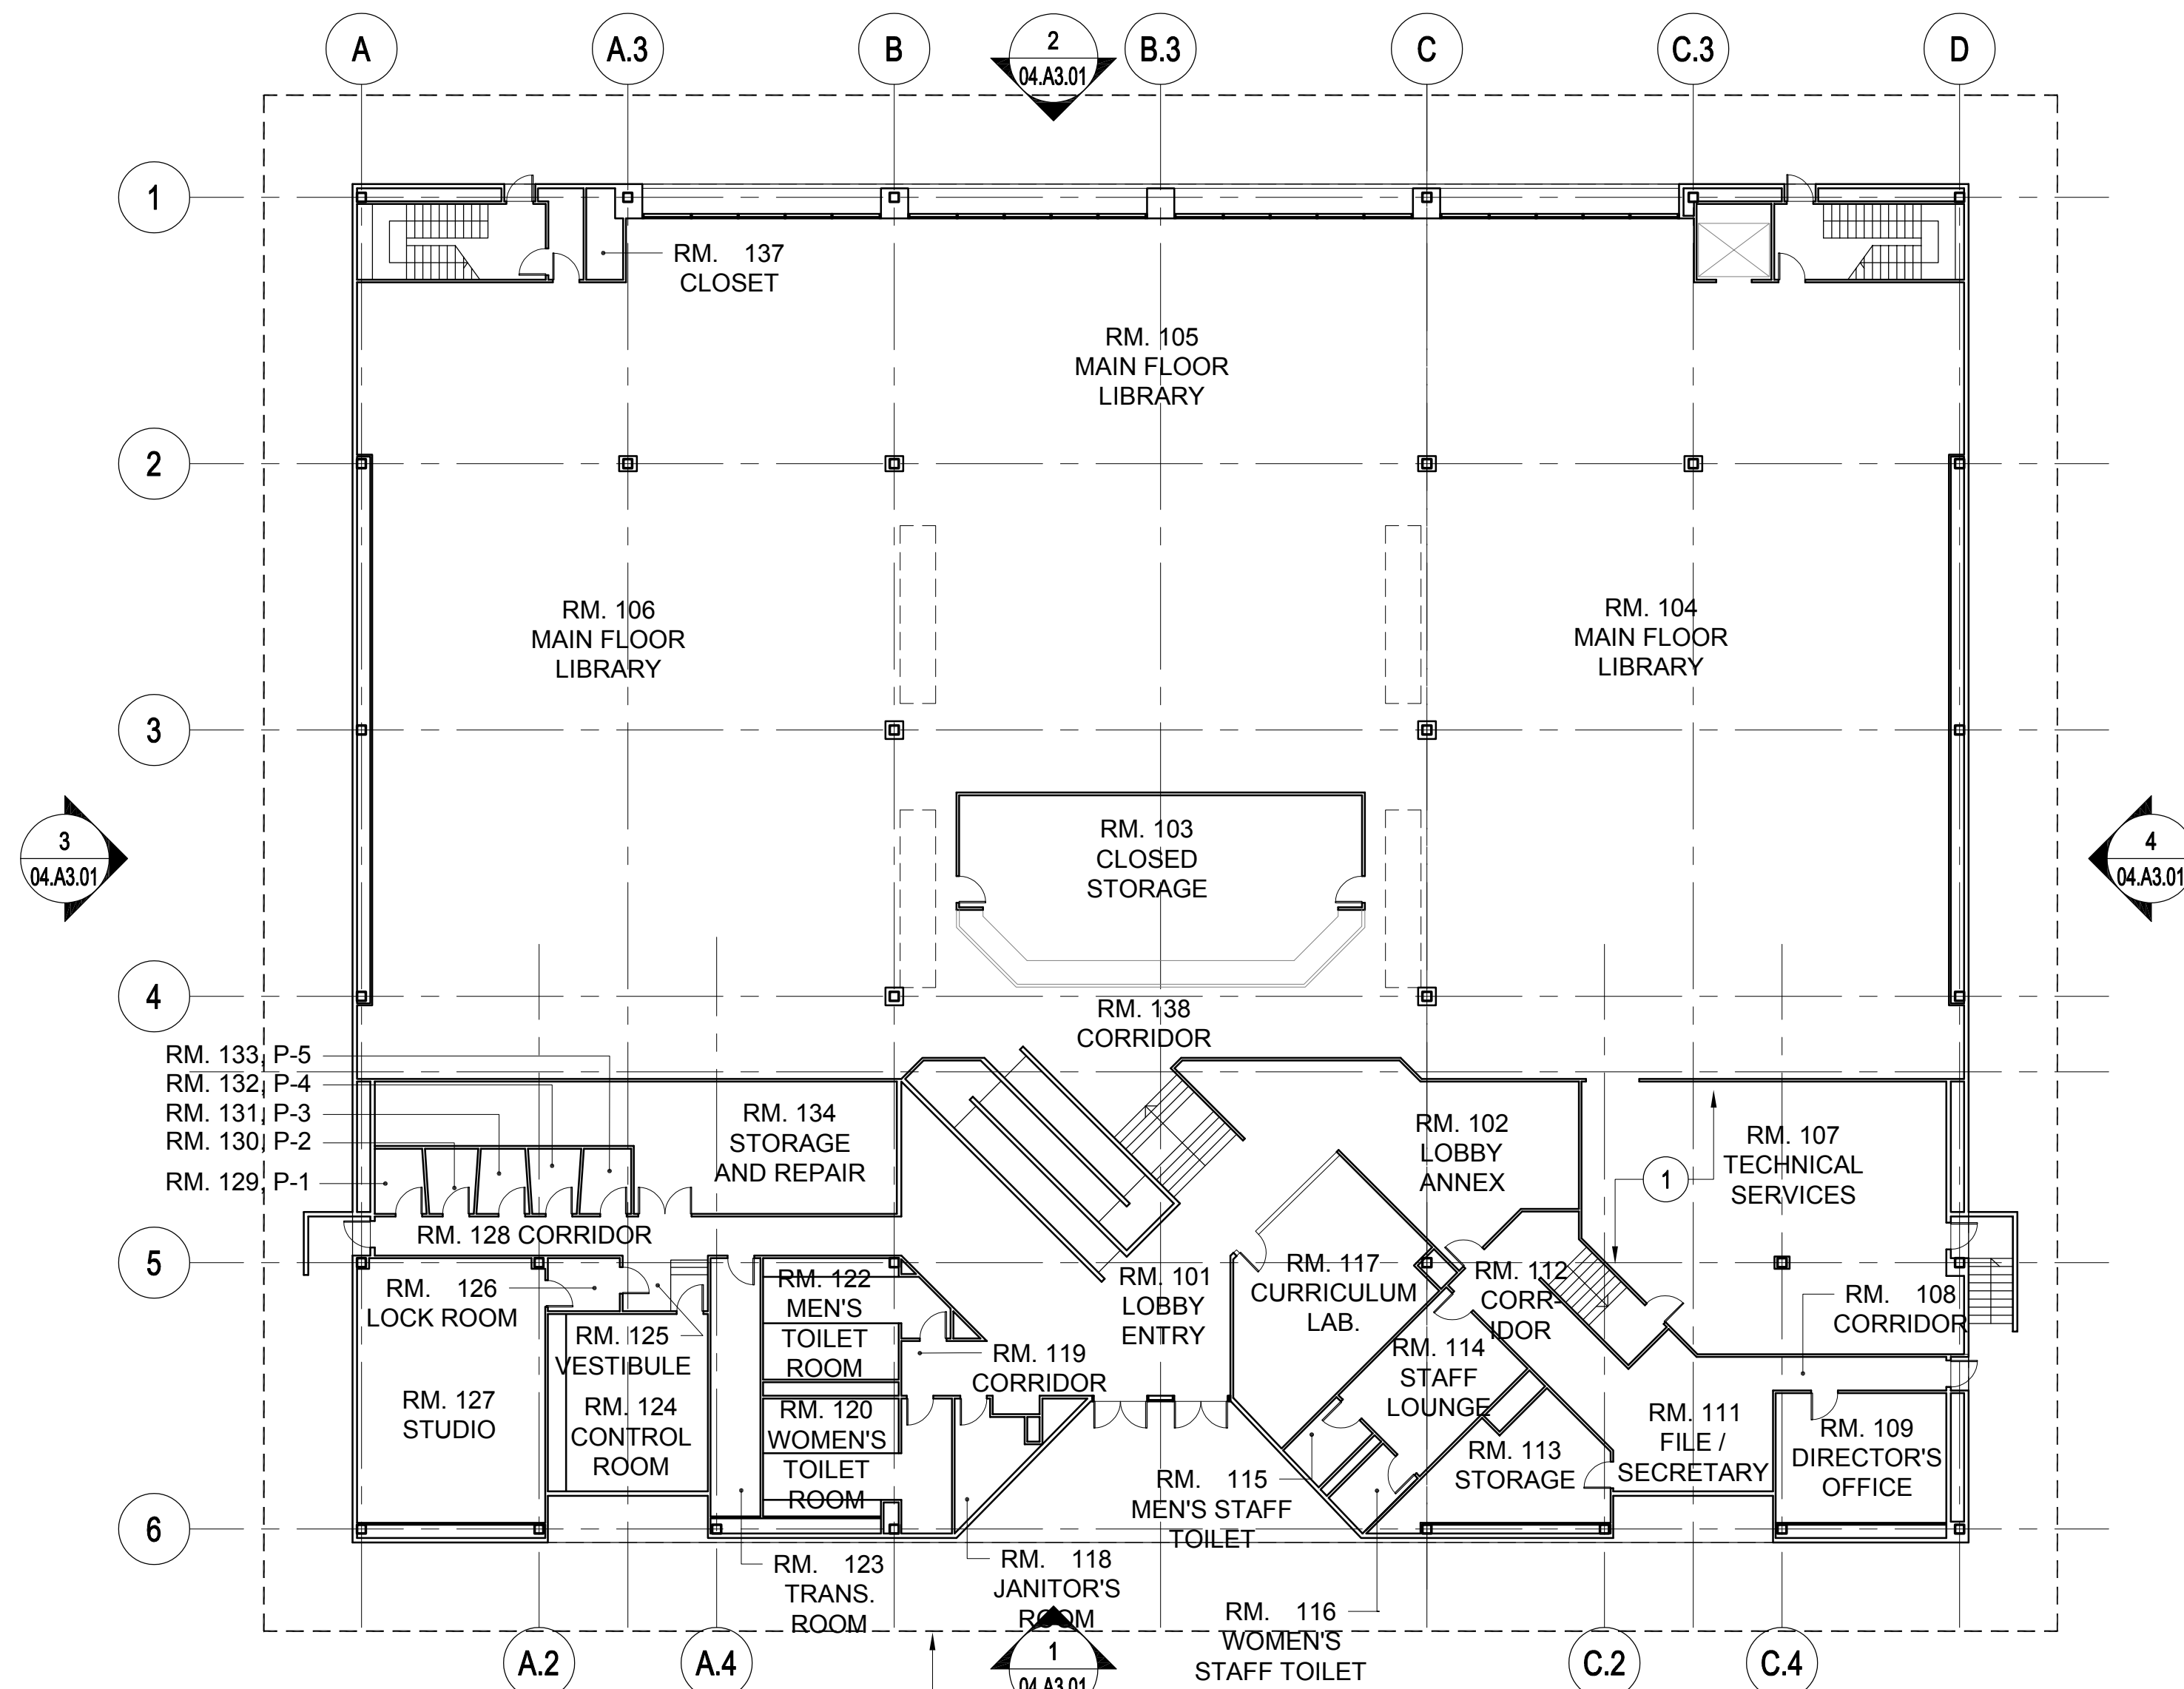 A
A.3
B
2
04.A3.01
B.3
C
C.3
D
1
RM. 137
CLOSET
RM. 105
MAIN FLOOR
LIBRARY
2
RM. 106
MAIN FLOOR
LIBRARY
RM. 104
MAIN FLOOR
LIBRARY
3
3
04.A3.01
RM. 103
CLOSED
STORAGE
4
04.A3.01
4
RM. 138
CORRIDOR
RM. 133, P-5
RM. 132, P-4
RM. 131, P-3
RM. 130, P-2
RM. 129, P-1
RM. 134
STORAGE
AND REPAIR
RM. 102
LOBBY
ANNEX
1
RM. 107
TECHNICAL
SERVICES
RM. 128 CORRIDOR
5
RM. 126
LOCK ROOM
RM. 125
VESTIBULE
RM. 122
MEN'S
TOILET
ROOM
RM. 101
LOBBY
ENTRY
RM. 117
CURRICULUM
LAB.
RM. 112
CORR-
IDOR
RM. 108
CORRIDOR
RM. 119
CORRIDOR
RM. 114
STAFF
LOUNGE
RM. 127
STUDIO
RM. 124
CONTROL
ROOM
RM. 120
WOMEN'S
TOILET
ROOM
RM. 113
STORAGE
RM. 111
FILE /
SECRETARY
RM. 109
DIRECTOR'S
OFFICE
RM. 115
MEN'S STAFF
TOILET
6
RM. 123
TRANS.
ROOM
RM. 118
JANITOR'S
ROOM
RM. 116
WOMEN'S
STAFF TOILET
A.2
A.4
1
04.A3.01
C.2
C.4